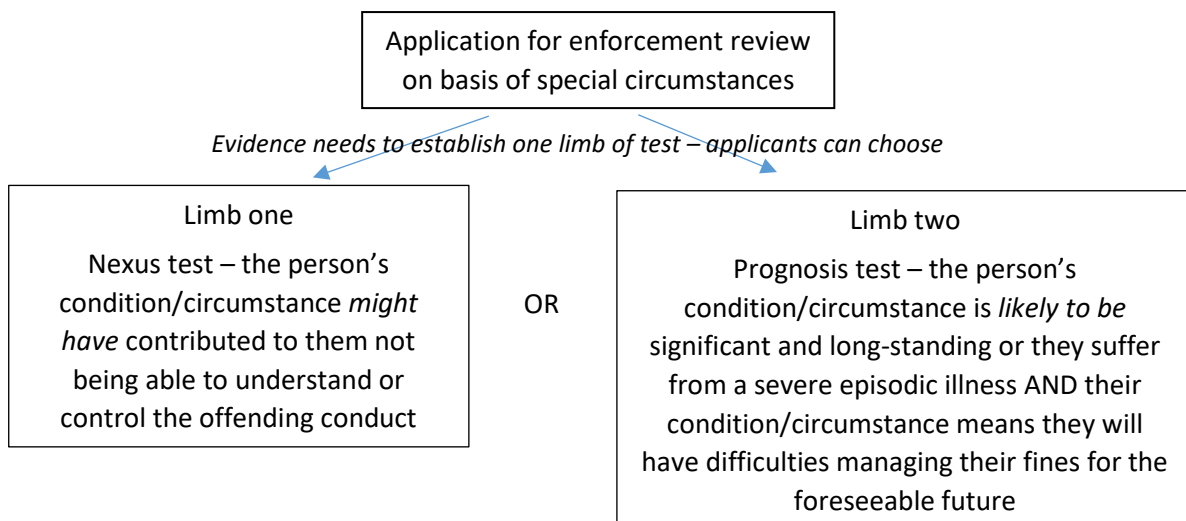 Application for enforcement review
on basis of special circumstances
Evidence needs to establish one limb of test – applicants can choose
Limb one
Nexus test – the person’s
condition/circumstance might
have contributed to them not
being able to understand or
control the offending conduct
OR
Limb two
Prognosis test – the person’s
condition/circumstance is likely to be
significant and long-standing or they suffer
from a severe episodic illness AND their
condition/circumstance means they will
have difficulties managing their fines for the
foreseeable future